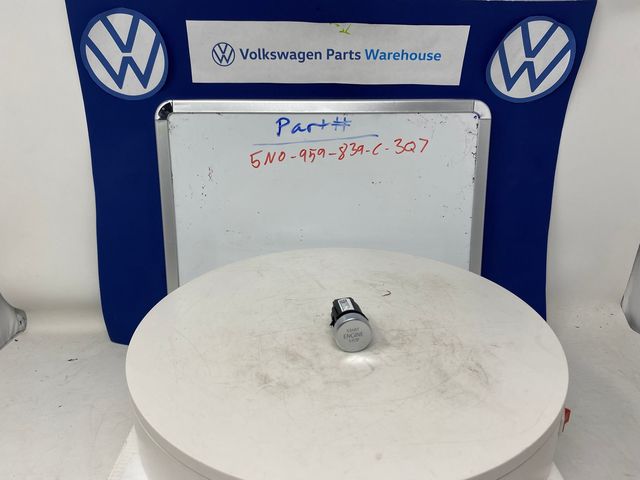 Volkswagen Parts Warehouse
Part#
5N0-959-839-C-3Q7
START
ENGINE
STOP